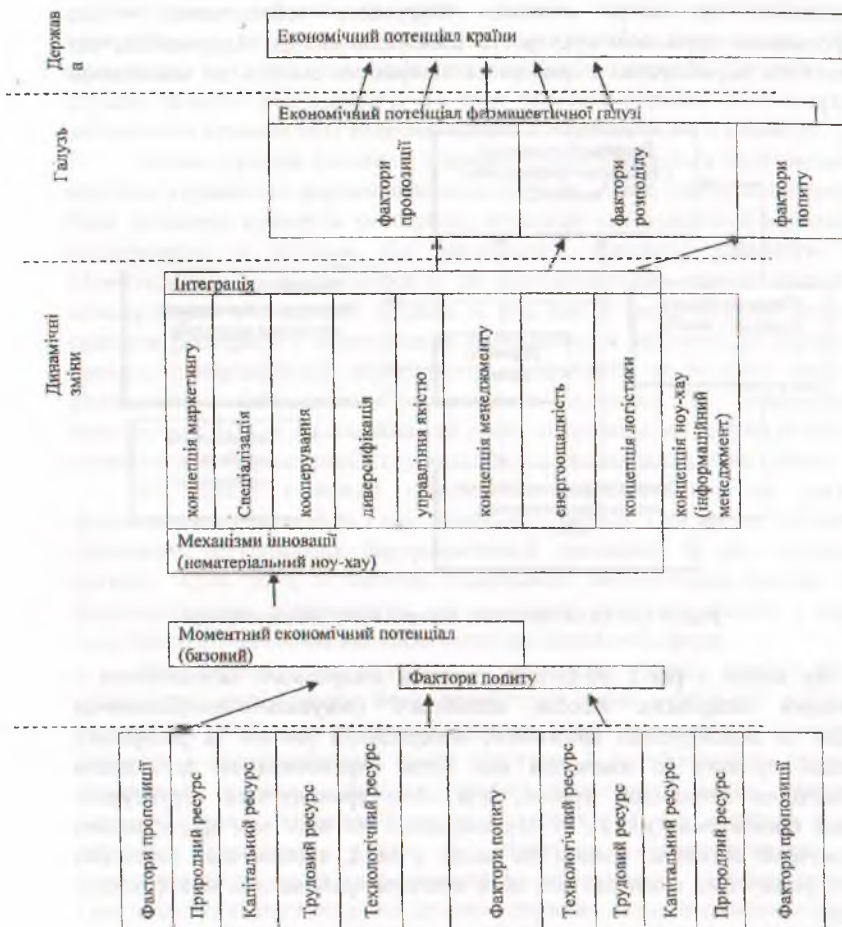 Держав
а
Економічний потенціал країни
Галузь
Економічний потенціал фермацевтичної галузі
фактори
пропозиції
фактори
розподілу
фактори
попиту
Динамічні
зміни
Інтеграція
концепція маркетингу
Спеціалізація
кооперування
диверсифікація
управління якістю
концепція менеджменту
енергоощадність
концепція логістики
концепція ноу-хау
(інформаційний
менеджмент)
Механізми інновації
(нематеріальний ноу-хау)
Моментний економічний потенціал
(базовий)
Фактори попиту
Фактори пропозиції
Природний ресурс
Капітальний ресурс
Трудовий ресурс
Технологічний ресурс
Фактори попиту
Технологічний ресурс
Трудовий ресурс
Капітальний ресурс
Природний ресурс
Фактори пропозиції